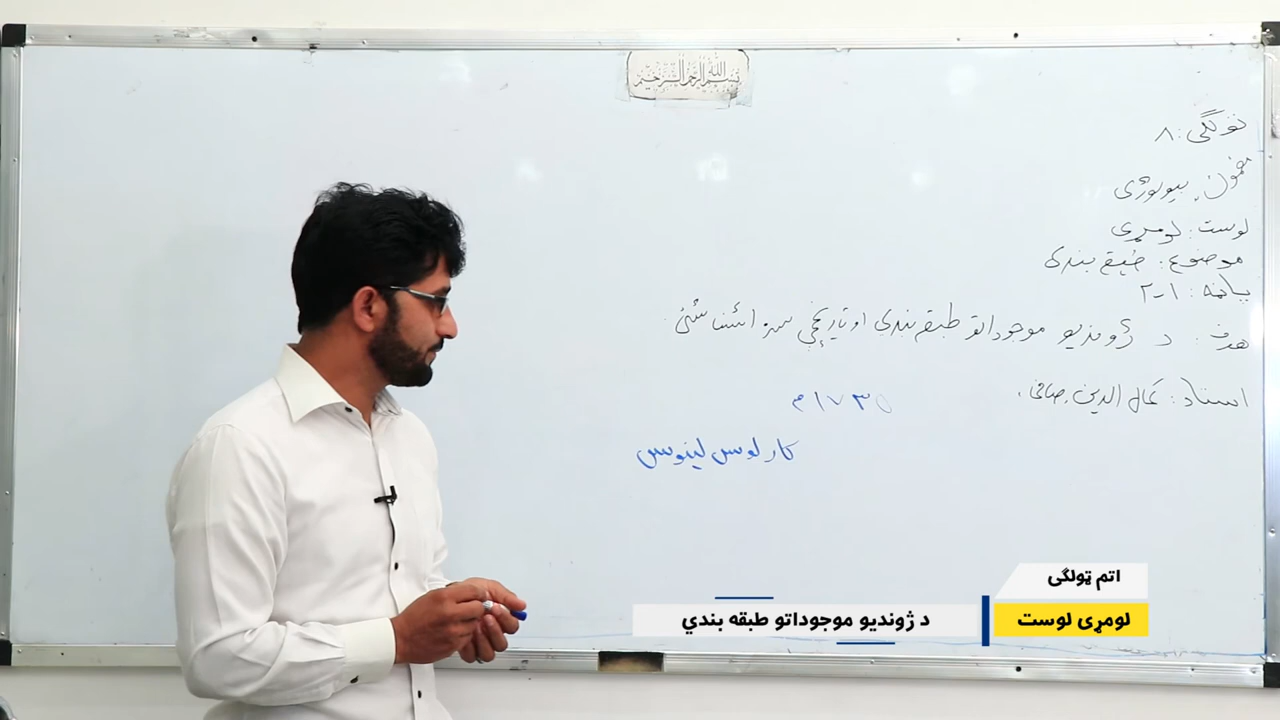 بسم الله الرحمن الرحیم
ټولګی: ۸
مضمون: بیولوژی
لوست: لومړی
موضوع: طبقه بندی
پاڼه: ۱-۲
هدف: د ژوندیو موجوداتو طبقه بندی او تاریخچې سره اشنا شئ
استاد: کمال الدین صافی
۱۷۳۵م
کارلوس لینوس
اتم ټولګی
لومړی لوست
د ژوندیو موجوداتو طبقه بندي